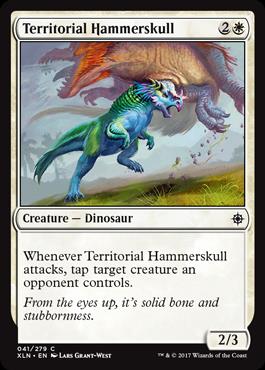 Territorial Hammerskull 2
Creature — Dinosaur
Whenever Territorial Hammerskull
attacks, tap target creature an
opponent controls.
From the eyes up, it's solid bone and
stubbornness.
2/3
041/279 C
XLN • EN Lars Grant-West
™ & © 2017 Wizards of the Coast